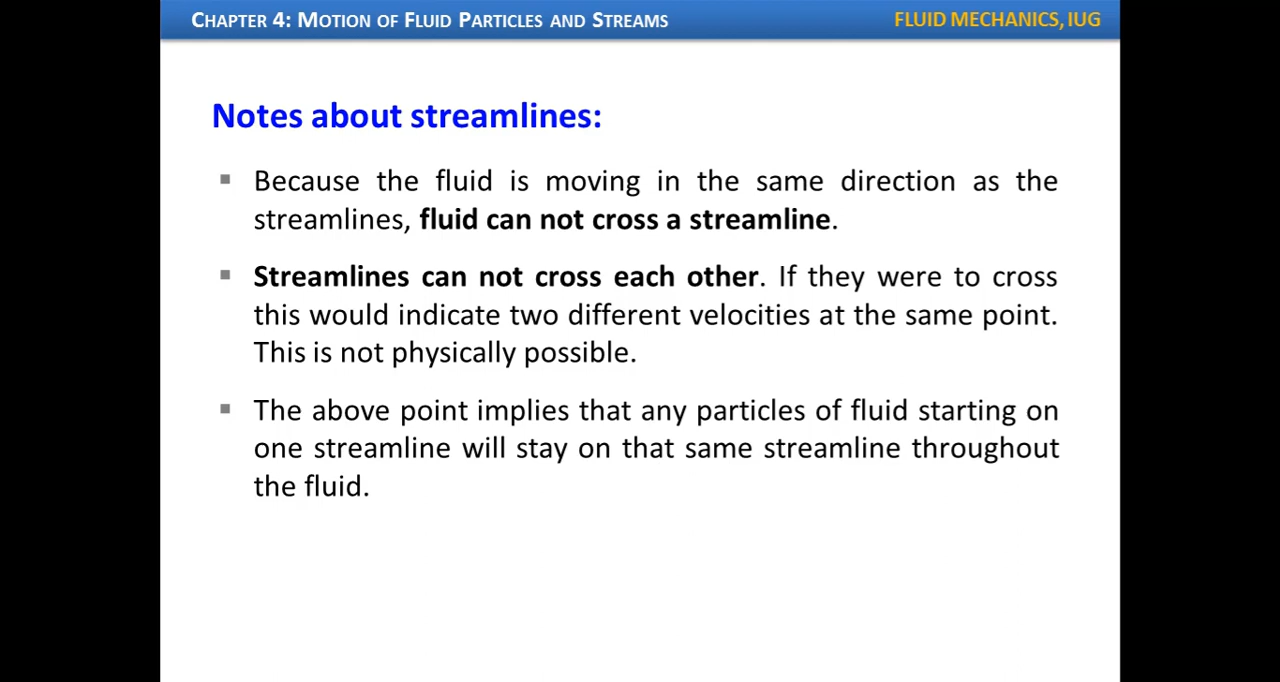 CHAPTER 4: MOTION OF FLUID PARTICLES AND STREAMS
FLUID MECHANICS, IUG
Notes about streamlines:
▪ Because the fluid is moving in the same direction as the
streamlines, fluid can not cross a streamline.
▪ Streamlines can not cross each other. If they were to cross
this would indicate two different velocities at the same point.
This is not physically possible.
▪ The above point implies that any particles of fluid starting on
one streamline will stay on that same streamline throughout
the fluid.